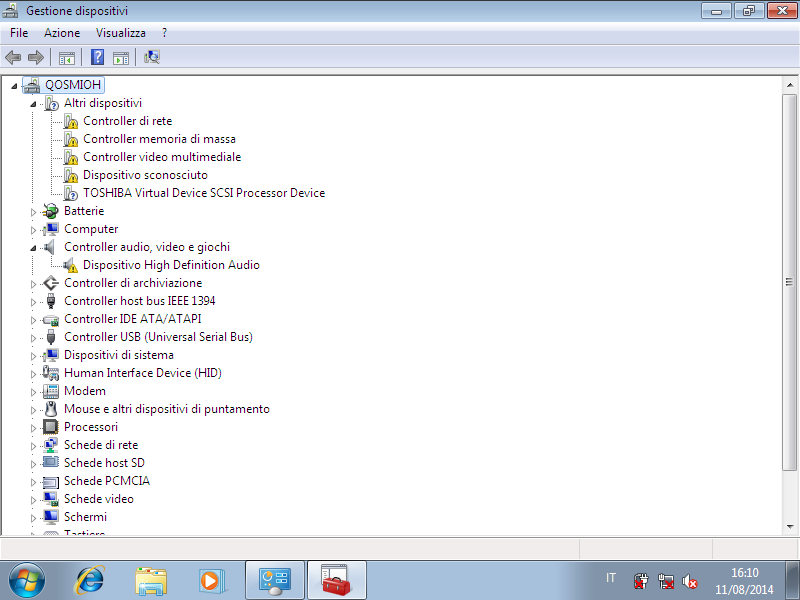 Gestione dispositivi
File Azione Visualizza ?
QOSMIOH
Altri dispositivi
Controller di rete
Controller memoria di massa
Controller video multimediale
Dispositivo sconosciuto
TOSHIBA Virtual Device SCSI Processor Device
Batterie
Computer
Controller audio, video e giochi
Dispositivo High Definition Audio
Controller di archiviazione
Controller host bus IEEE 1394
Controller IDE ATA/ATAPI
Controller USB (Universal Serial Bus)
Dispositivi di sistema
Human Interface Device (HID)
Modem
Mouse e altri dispositivi di puntamento
Processori
Schede di rete
Schede host SD
Schede PCMCIA
Schede video
Schermi
Tastiere
IT
16:10
11/08/2014